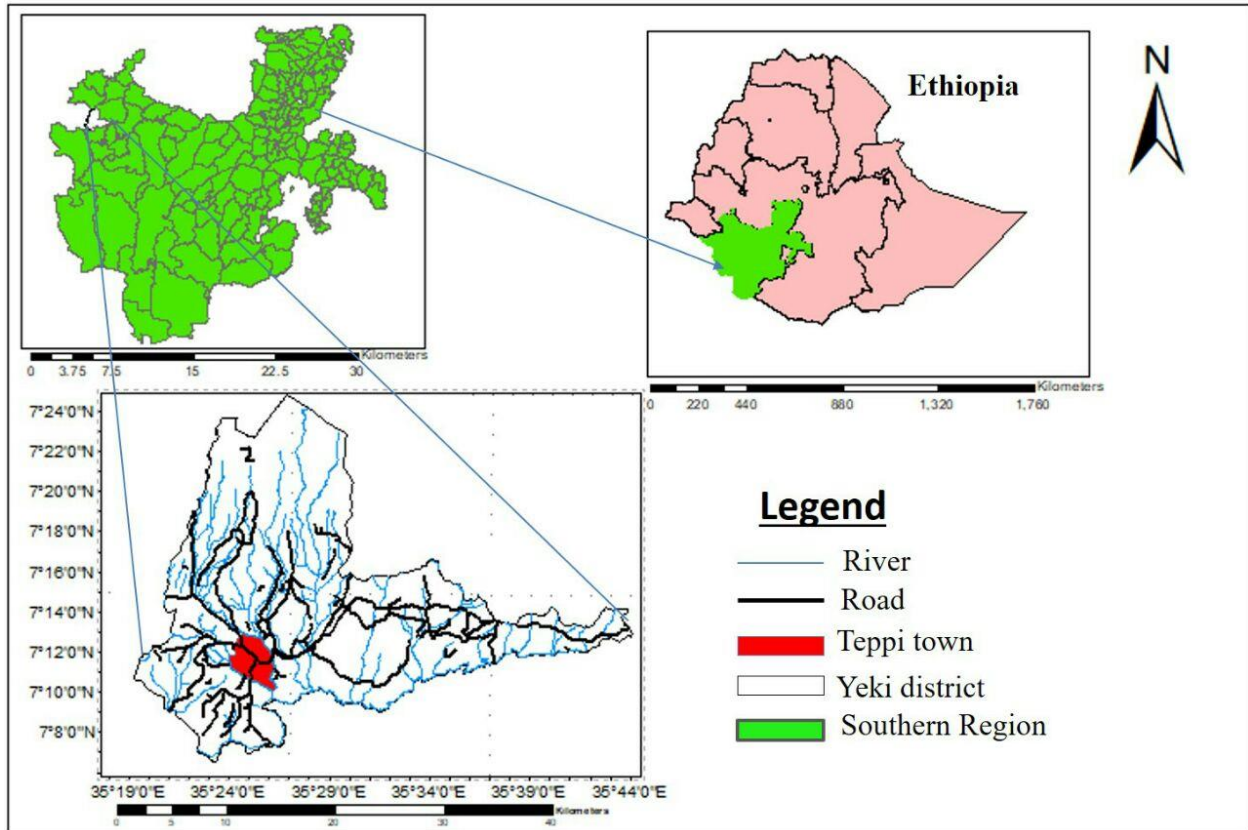 Ethiopia
N
Kilometers
0 3.75 7.5 15 22.5 30
Kilometers
0 220 440 880 1,320 1,760
7°24'0"N
7°22'0"N
7°20'0"N
7°18'0"N
7°16'0"N
7°14'0"N
7°12'0"N
7°10'0"N
7°8'0"N
35°19'0"E 35°24'0"E 35°29'0"E 35°34'0"E 35°39'0"E 35°44'0"E
Kilometers
0 5 10 20 30 40
Legend
River
Road
Teppi town
Yeki district
Southern Region